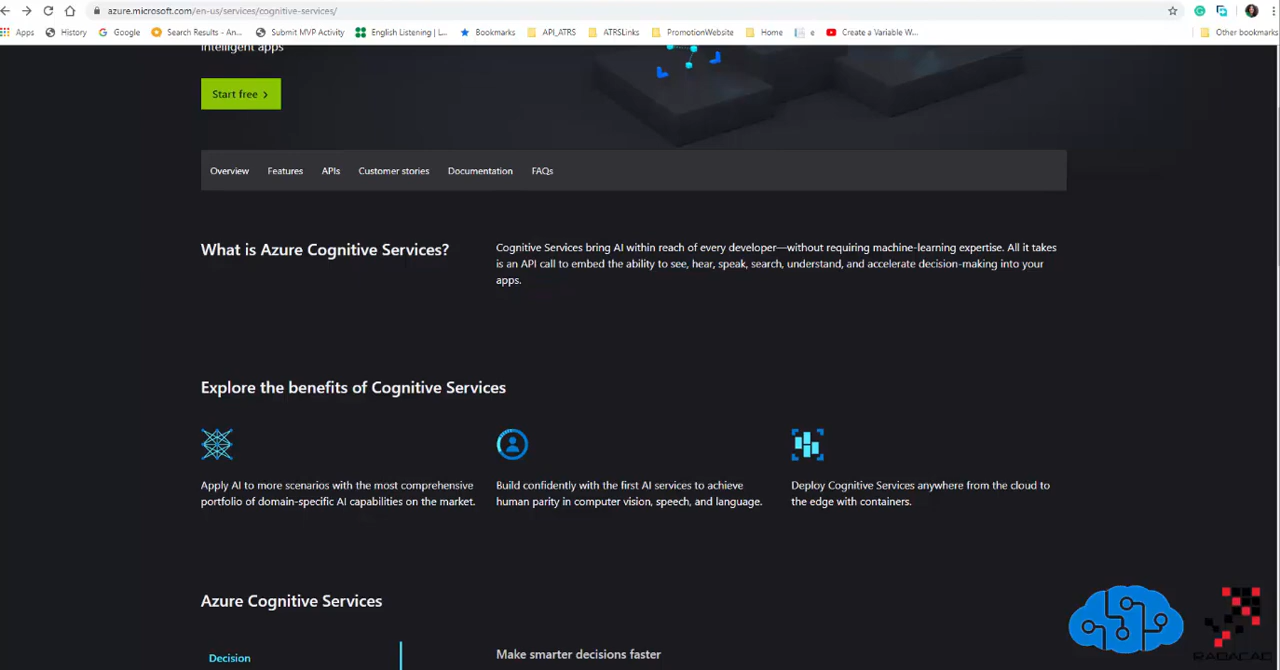 azure.microsoft.com/en-us/services/cognitive-services/
Apps History Google Search Results - An... Submit MVP Activity English Listening | L... Bookmarks API_ATRS ATRSLinks PromotionWebsite Home e Create a Variable W... Other bookmarks
intelligent apps
Start free
Overview Features APIs Customer stories Documentation FAQs
What is Azure Cognitive Services?
Cognitive Services bring AI within reach of every developer—without requiring machine-learning expertise. All it takes
is an API call to embed the ability to see, hear, speak, search, understand, and accelerate decision-making into your
apps.
Explore the benefits of Cognitive Services
Apply AI to more scenarios with the most comprehensive
portfolio of domain-specific AI capabilities on the market.
Build confidently with the first AI services to achieve
human parity in computer vision, speech, and language.
Deploy Cognitive Services anywhere from the cloud to
the edge with containers.
Azure Cognitive Services
Decision
Make smarter decisions faster
RADACAD